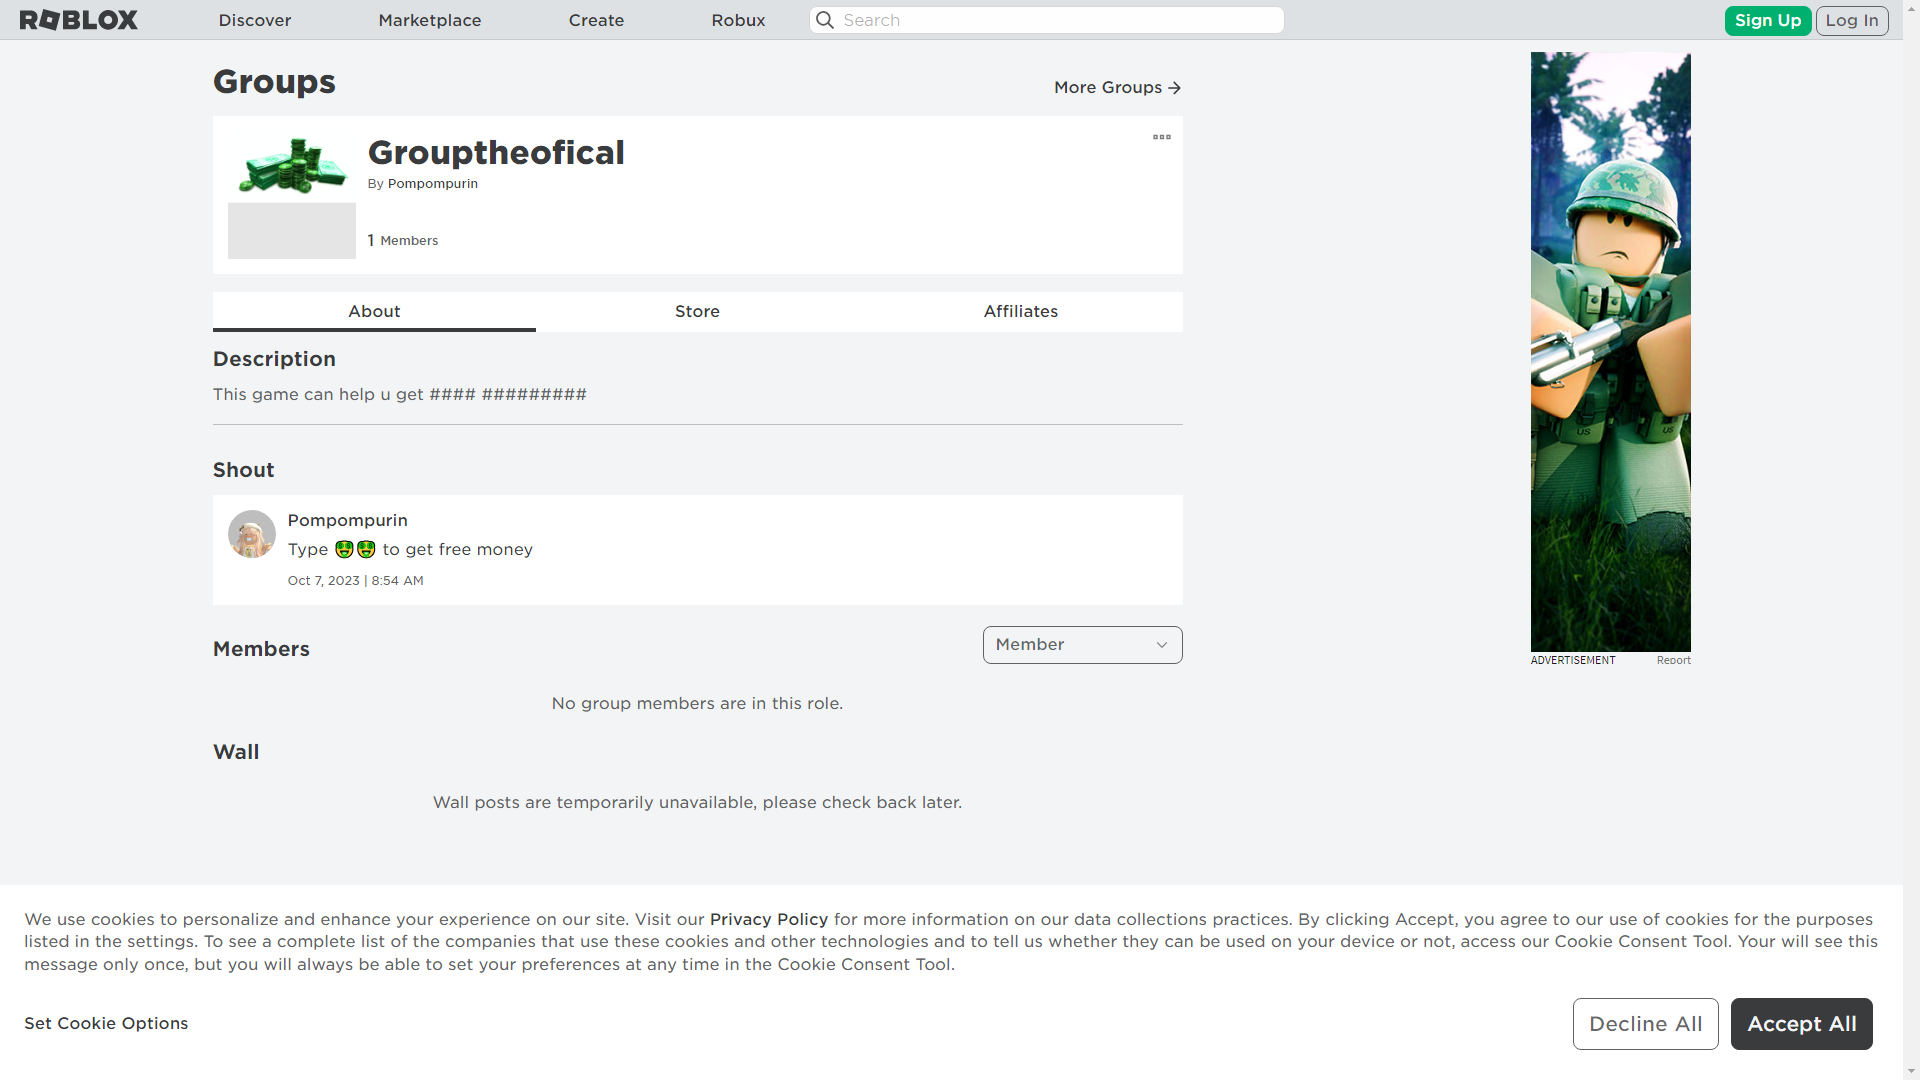 ROBLOX Discover Marketplace Create Robux Search Sign Up Log In
Groups
More Groups
Grouptheofical
By Pompompurin
1 Members
About Store Affiliates
Description
This game can help u get #### #########
Shout
Pompompurin
Type 🤑🤑 to get free money
Oct 7, 2023 | 8:54 AM
Members
Member
No group members are in this role.
Wall
Wall posts are temporarily unavailable, please check back later.
US US
ADVERTISEMENT Report
We use cookies to personalize and enhance your experience on our site. Visit our Privacy Policy for more information on our data collections practices. By clicking Accept, you agree to our use of cookies for the purposes
listed in the settings. To see a complete list of the companies that use these cookies and other technologies and to tell us whether they can be used on your device or not, access our Cookie Consent Tool. Your will see this
message only once, but you will always be able to set your preferences at any time in the Cookie Consent Tool.
Set Cookie Options
Decline All
Accept All